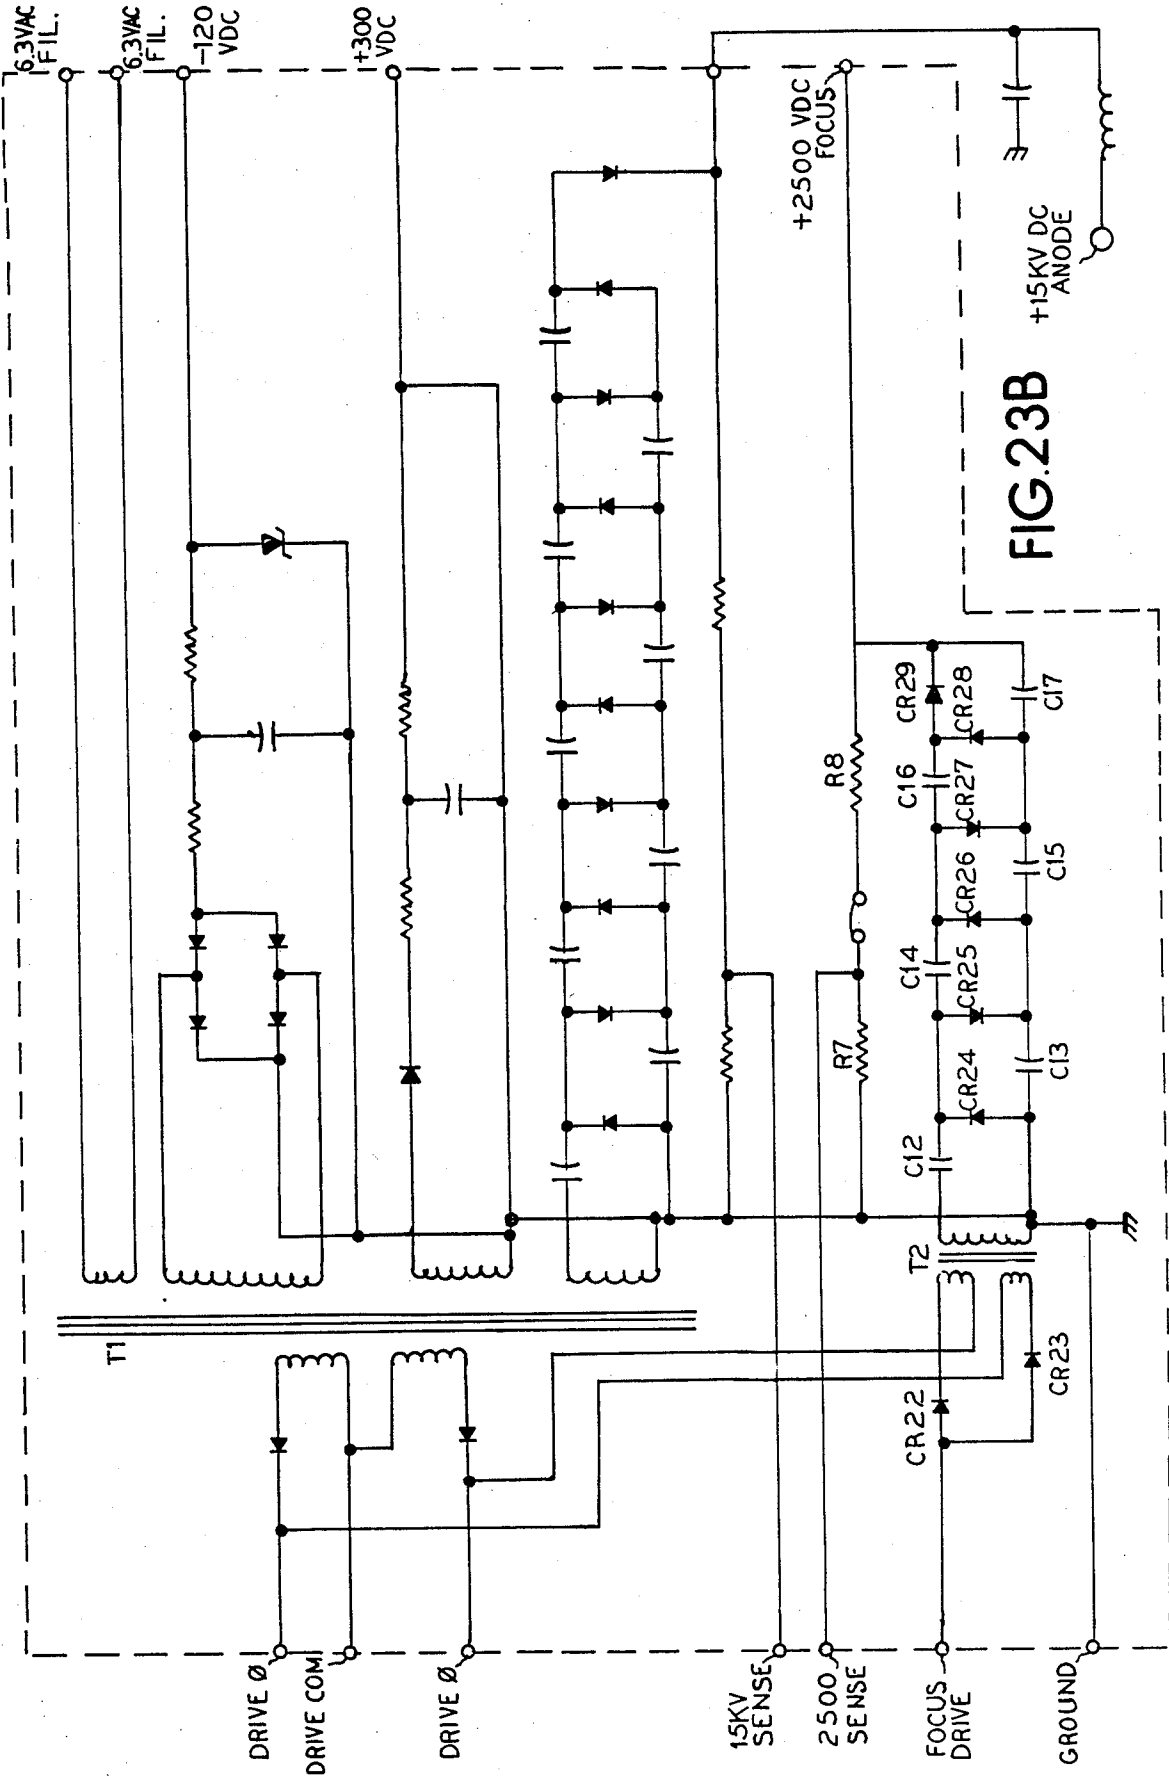 6.3VAC
FIL.
6.3VAC
FIL.
-120
VDC
+300
VDC
+2500 VDC
FOCUS
+15KV DC
ANODE
FIG.23B
T1
R8
R7
CR29
CR28
C17
C16
CR27
CR26
C15
C14
CR25
CR24
C13
C12
T2
CR22
CR23
DRIVE Ø
DRIVE COM.
DRIVE Ø
15KV
SENSE
2500
SENSE
FOCUS
DRIVE
GROUND